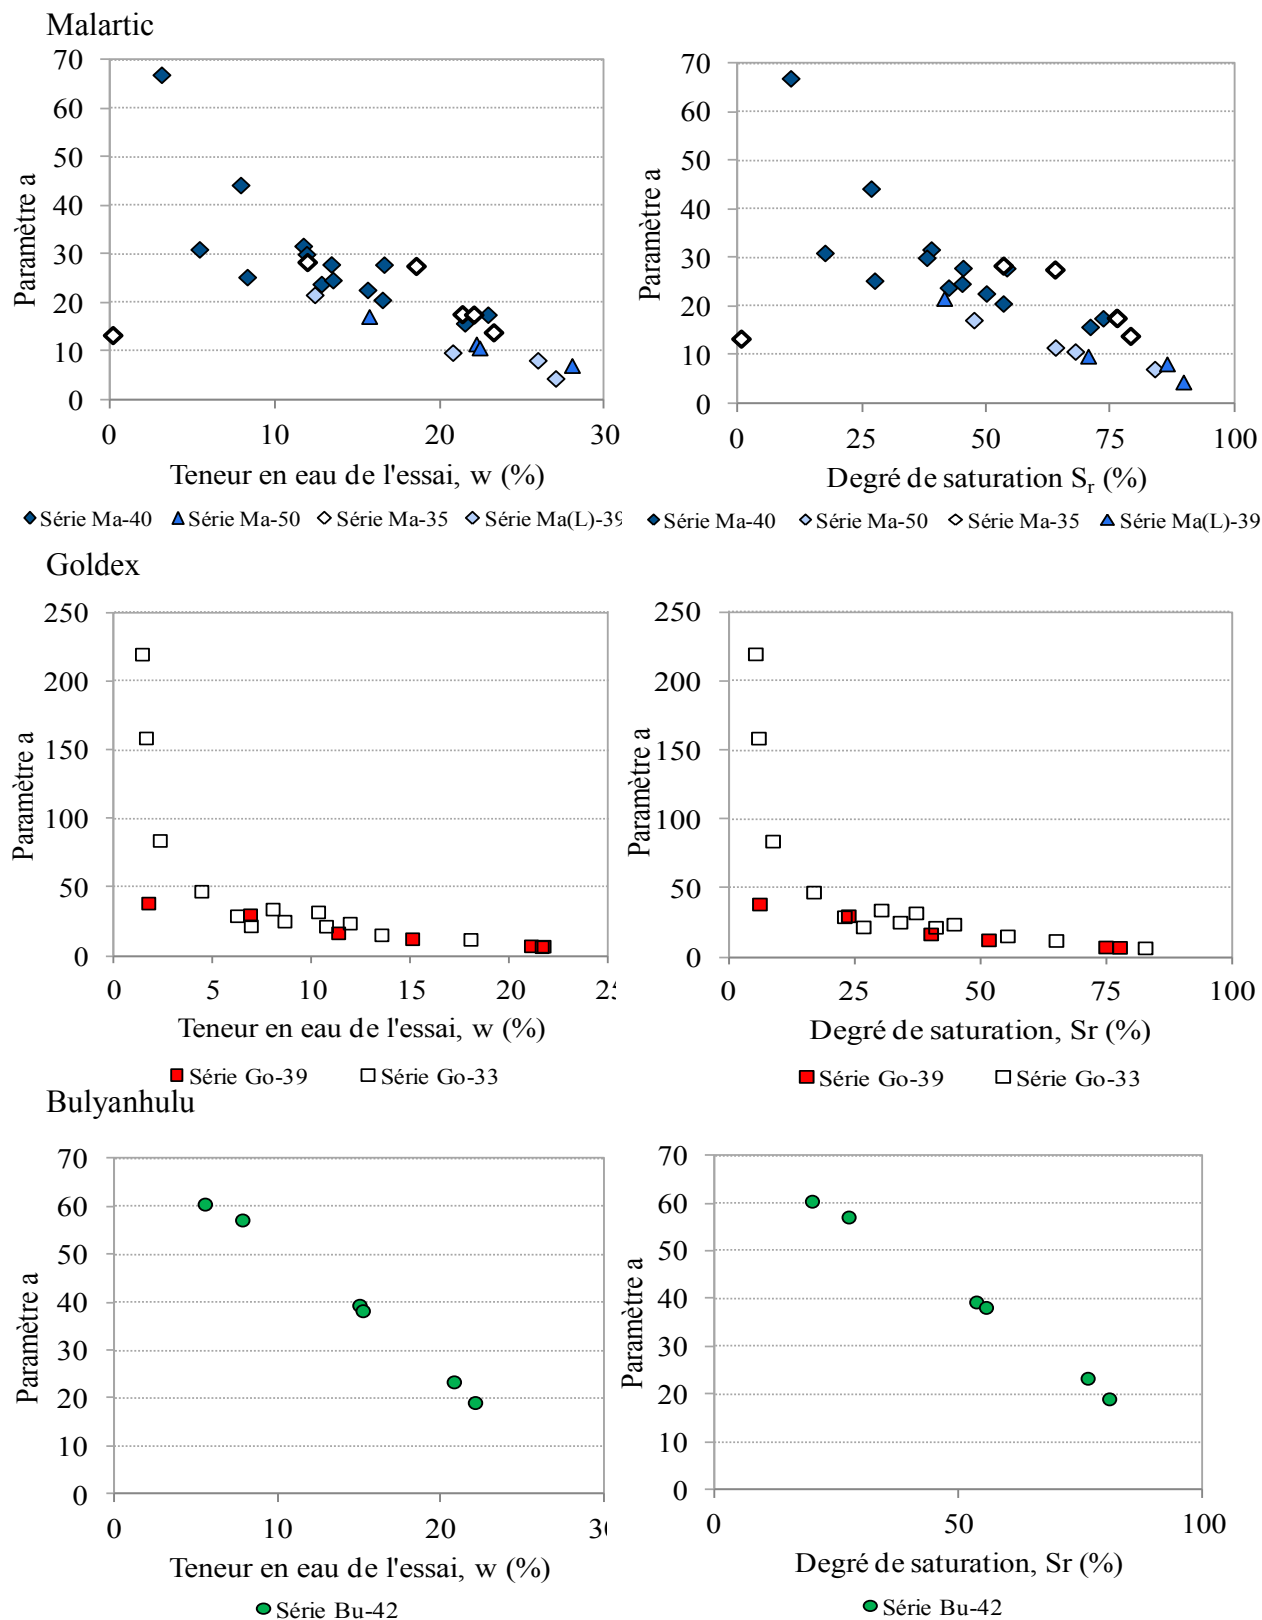 Malartic
Paramètre a
70
60
50
40
30
20
10
0
0 10 20 30
Teneur en eau de l'essai, w (%)
Série Ma-40 Série Ma-50 Série Ma-35 Série Ma(L)-39
Paramètre a
70
60
50
40
30
20
10
0
0 25 50 75 100
Degré de saturation Sr (%)
Série Ma-40 Série Ma-50 Série Ma-35 Série Ma(L)-39
Goldex
Paramètre a
250
200
150
100
50
0
0 5 10 15 20 25
Teneur en eau de l'essai, w (%)
Série Go-39 Série Go-33
Paramètre a
250
200
150
100
50
0
0 25 50 75 100
Degré de saturation, Sr (%)
Série Go-39 Série Go-33
Bulyanhulu
Paramètre a
70
60
50
40
30
20
10
0
0 10 20 30
Teneur en eau de l'essai, w (%)
Série Bu-42
Paramètre a
70
60
50
40
30
20
10
0
0 50 100
Degré de saturation, Sr (%)
Série Bu-42